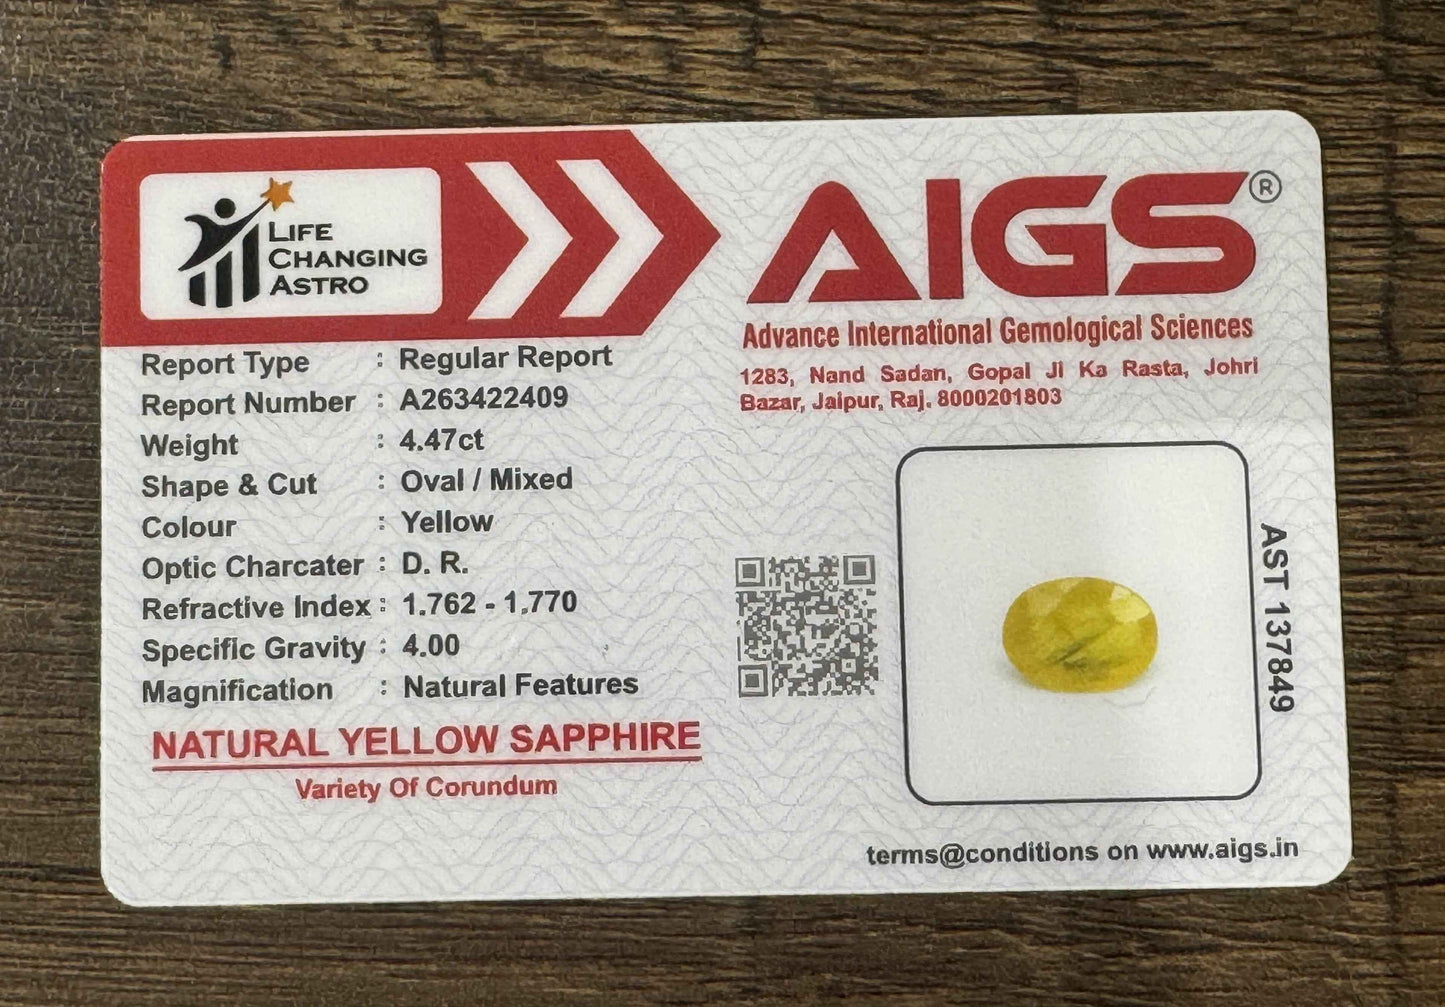 LIFE
CHANGING
ASTRO
AIGS®
Advance International Gemological Sciences
1283, Nand Sadan, Gopal Ji Ka Rasta, Johri
Bazar, Jaipur, Raj. 8000201803
Report Type : Regular Report
Report Number : A263422409
Weight : 4.47ct
Shape & Cut : Oval / Mixed
Colour : Yellow
Optic Charcater : D. R.
Refractive Index : 1.762 - 1.770
Specific Gravity : 4.00
Magnification : Natural Features
NATURAL YELLOW SAPPHIRE
Variety Of Corundum
AST 137849
terms@conditions on www.aigs.in